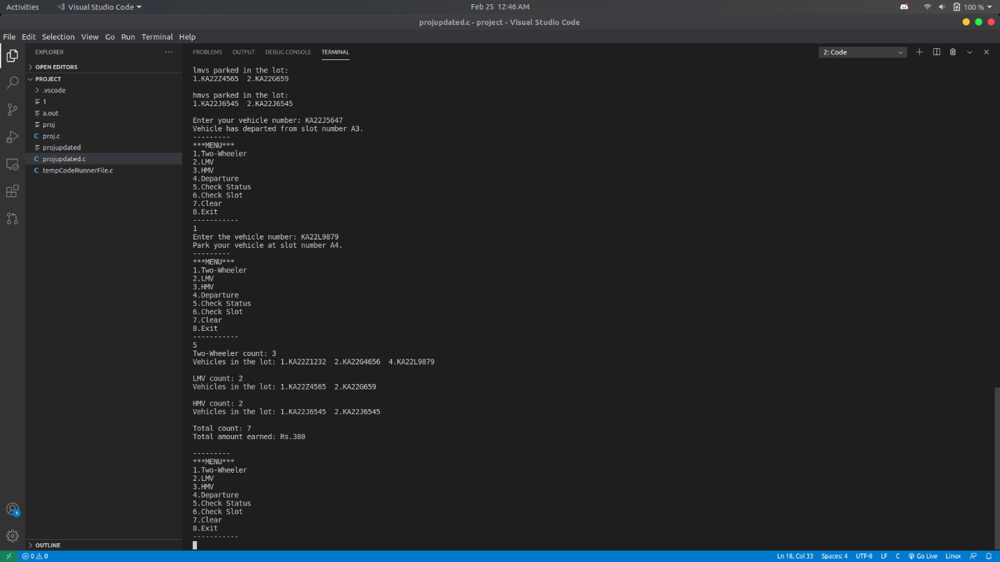 Activities
Visual Studio Code
Feb 25 12:46 AM
100 %
projupdated.c - project - Visual Studio Code
File Edit Selection View Go Run Terminal Help
EXPLORER
OPEN EDITORS
PROJECT
.vscode
1
a.out
proj
C proj.c
projupdated
C projupdated.c
C tempCodeRunnerFile.c
1
OUTLINE
PROBLEMS OUTPUT DEBUG CONSOLE TERMINAL
2: Code
lmvs parked in the lot:
1.KA22Z4565 2.KA22G659
hmvs parked in the lot:
1.KA22J6545 2.KA22J6545
Enter your vehicle number: KA22J5647
Vehicle has departed from slot number A3.
---------
***MENU***
1.Two-Wheeler
2.LMV
3.HMV
4.Departure
5.Check Status
6.Check Slot
7.Clear
8.Exit
-----------
1
Enter the vehicle number: KA22L9879
Park your vehicle at slot number A4.
---------
***MENU***
1.Two-Wheeler
2.LMV
3.HMV
4.Departure
5.Check Status
6.Check Slot
7.Clear
8.Exit
-----------
5
Two-Wheeler count: 3
Vehicles in the lot: 1.KA22Z1232 2.KA22G4656 4.KA22L9879
LMV count: 2
Vehicles in the lot: 1.KA22Z4565 2.KA22G659
HMV count: 2
Vehicles in the lot: 1.KA22J6545 2.KA22J6545
Total count: 7
Total amount earned: Rs.380
---------
***MENU***
1.Two-Wheeler
2.LMV
3.HMV
4.Departure
5.Check Status
6.Check Slot
7.Clear
8.Exit
-----------
0 0
Ln 18, Col 33 Spaces: 4 UTF-8 LF C Go Live Linux